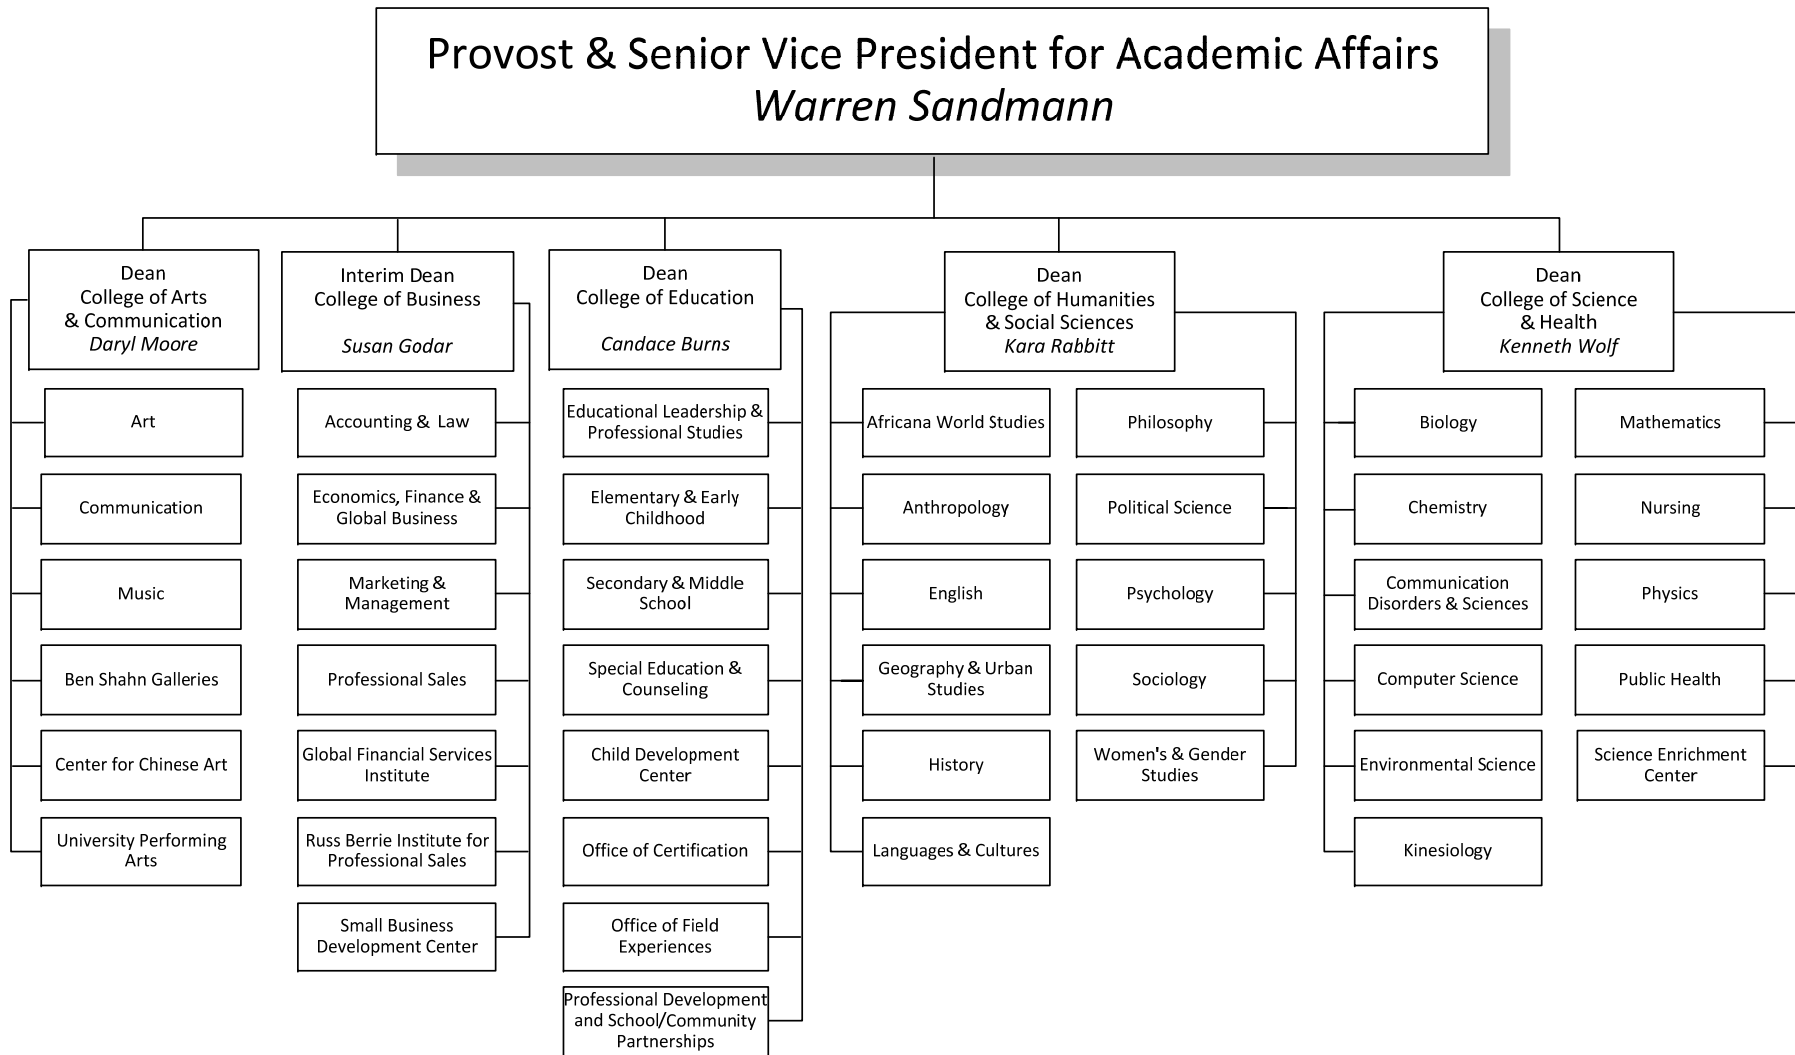 Provost & Senior Vice President for Academic Affairs
Warren Sandmann
Dean
College of Arts
& Communication
Daryl Moore
Interim Dean
College of Business
Susan Godar
Dean
College of Education
Candace Burns
Dean
College of Humanities
& Social Sciences
Kara Rabbitt
Dean
College of Science
& Health
Kenneth Wolf
Art
Communication
Music
Ben Shahn Galleries
Center for Chinese Art
University Performing
Arts
Accounting & Law
Economics, Finance &
Global Business
Marketing &
Management
Professional Sales
Global Financial Services
Institute
Russ Berrie Institute for
Professional Sales
Small Business
Development Center
Educational Leadership &
Professional Studies
Elementary & Early
Childhood
Secondary & Middle
School
Special Education &
Counseling
Child Development
Center
Office of Certification
Office of Field
Experiences
Professional Development
and School/Community
Partnerships
Africana World Studies
Anthropology
English
Geography & Urban
Studies
History
Languages & Cultures
Philosophy
Political Science
Psychology
Sociology
Women's & Gender
Studies
Biology
Chemistry
Communication
Disorders & Sciences
Computer Science
Environmental Science
Kinesiology
Mathematics
Nursing
Physics
Public Health
Science Enrichment
Center